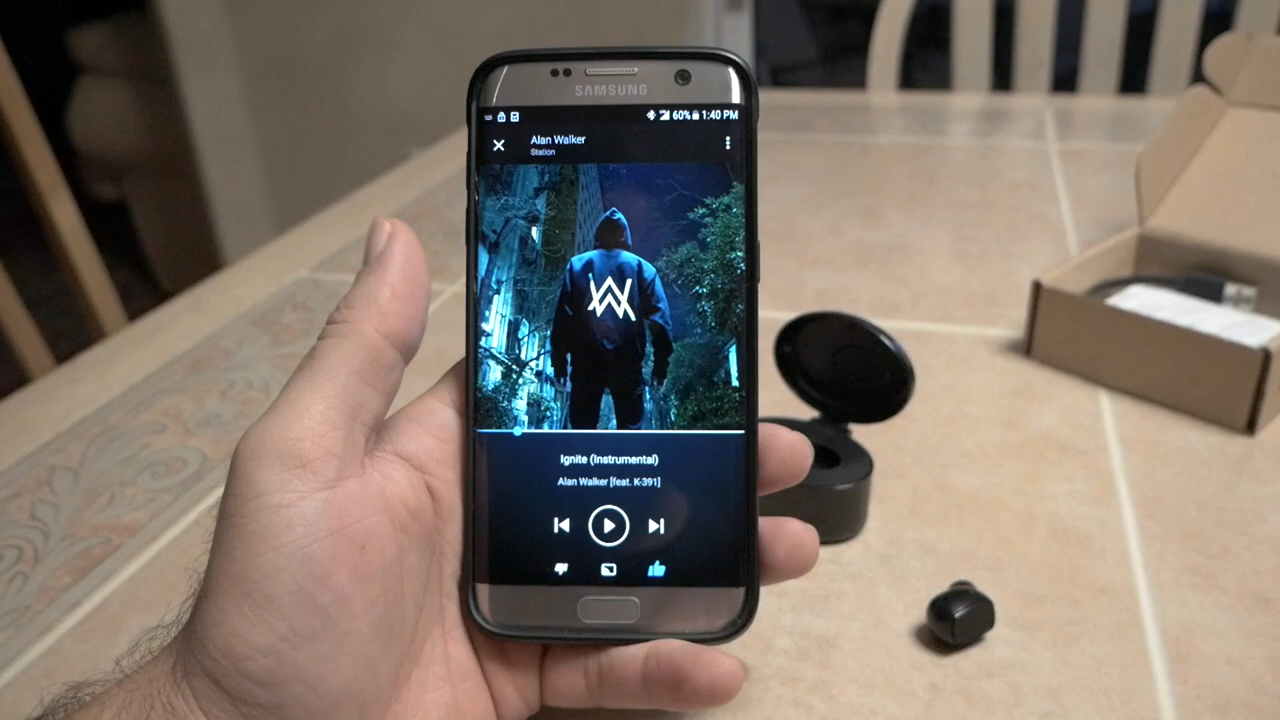 SAMSUNG
60% 1:40 PM
Alan Walker
Station
Ignite (Instrumental)
Alan Walker [feat. K-391]